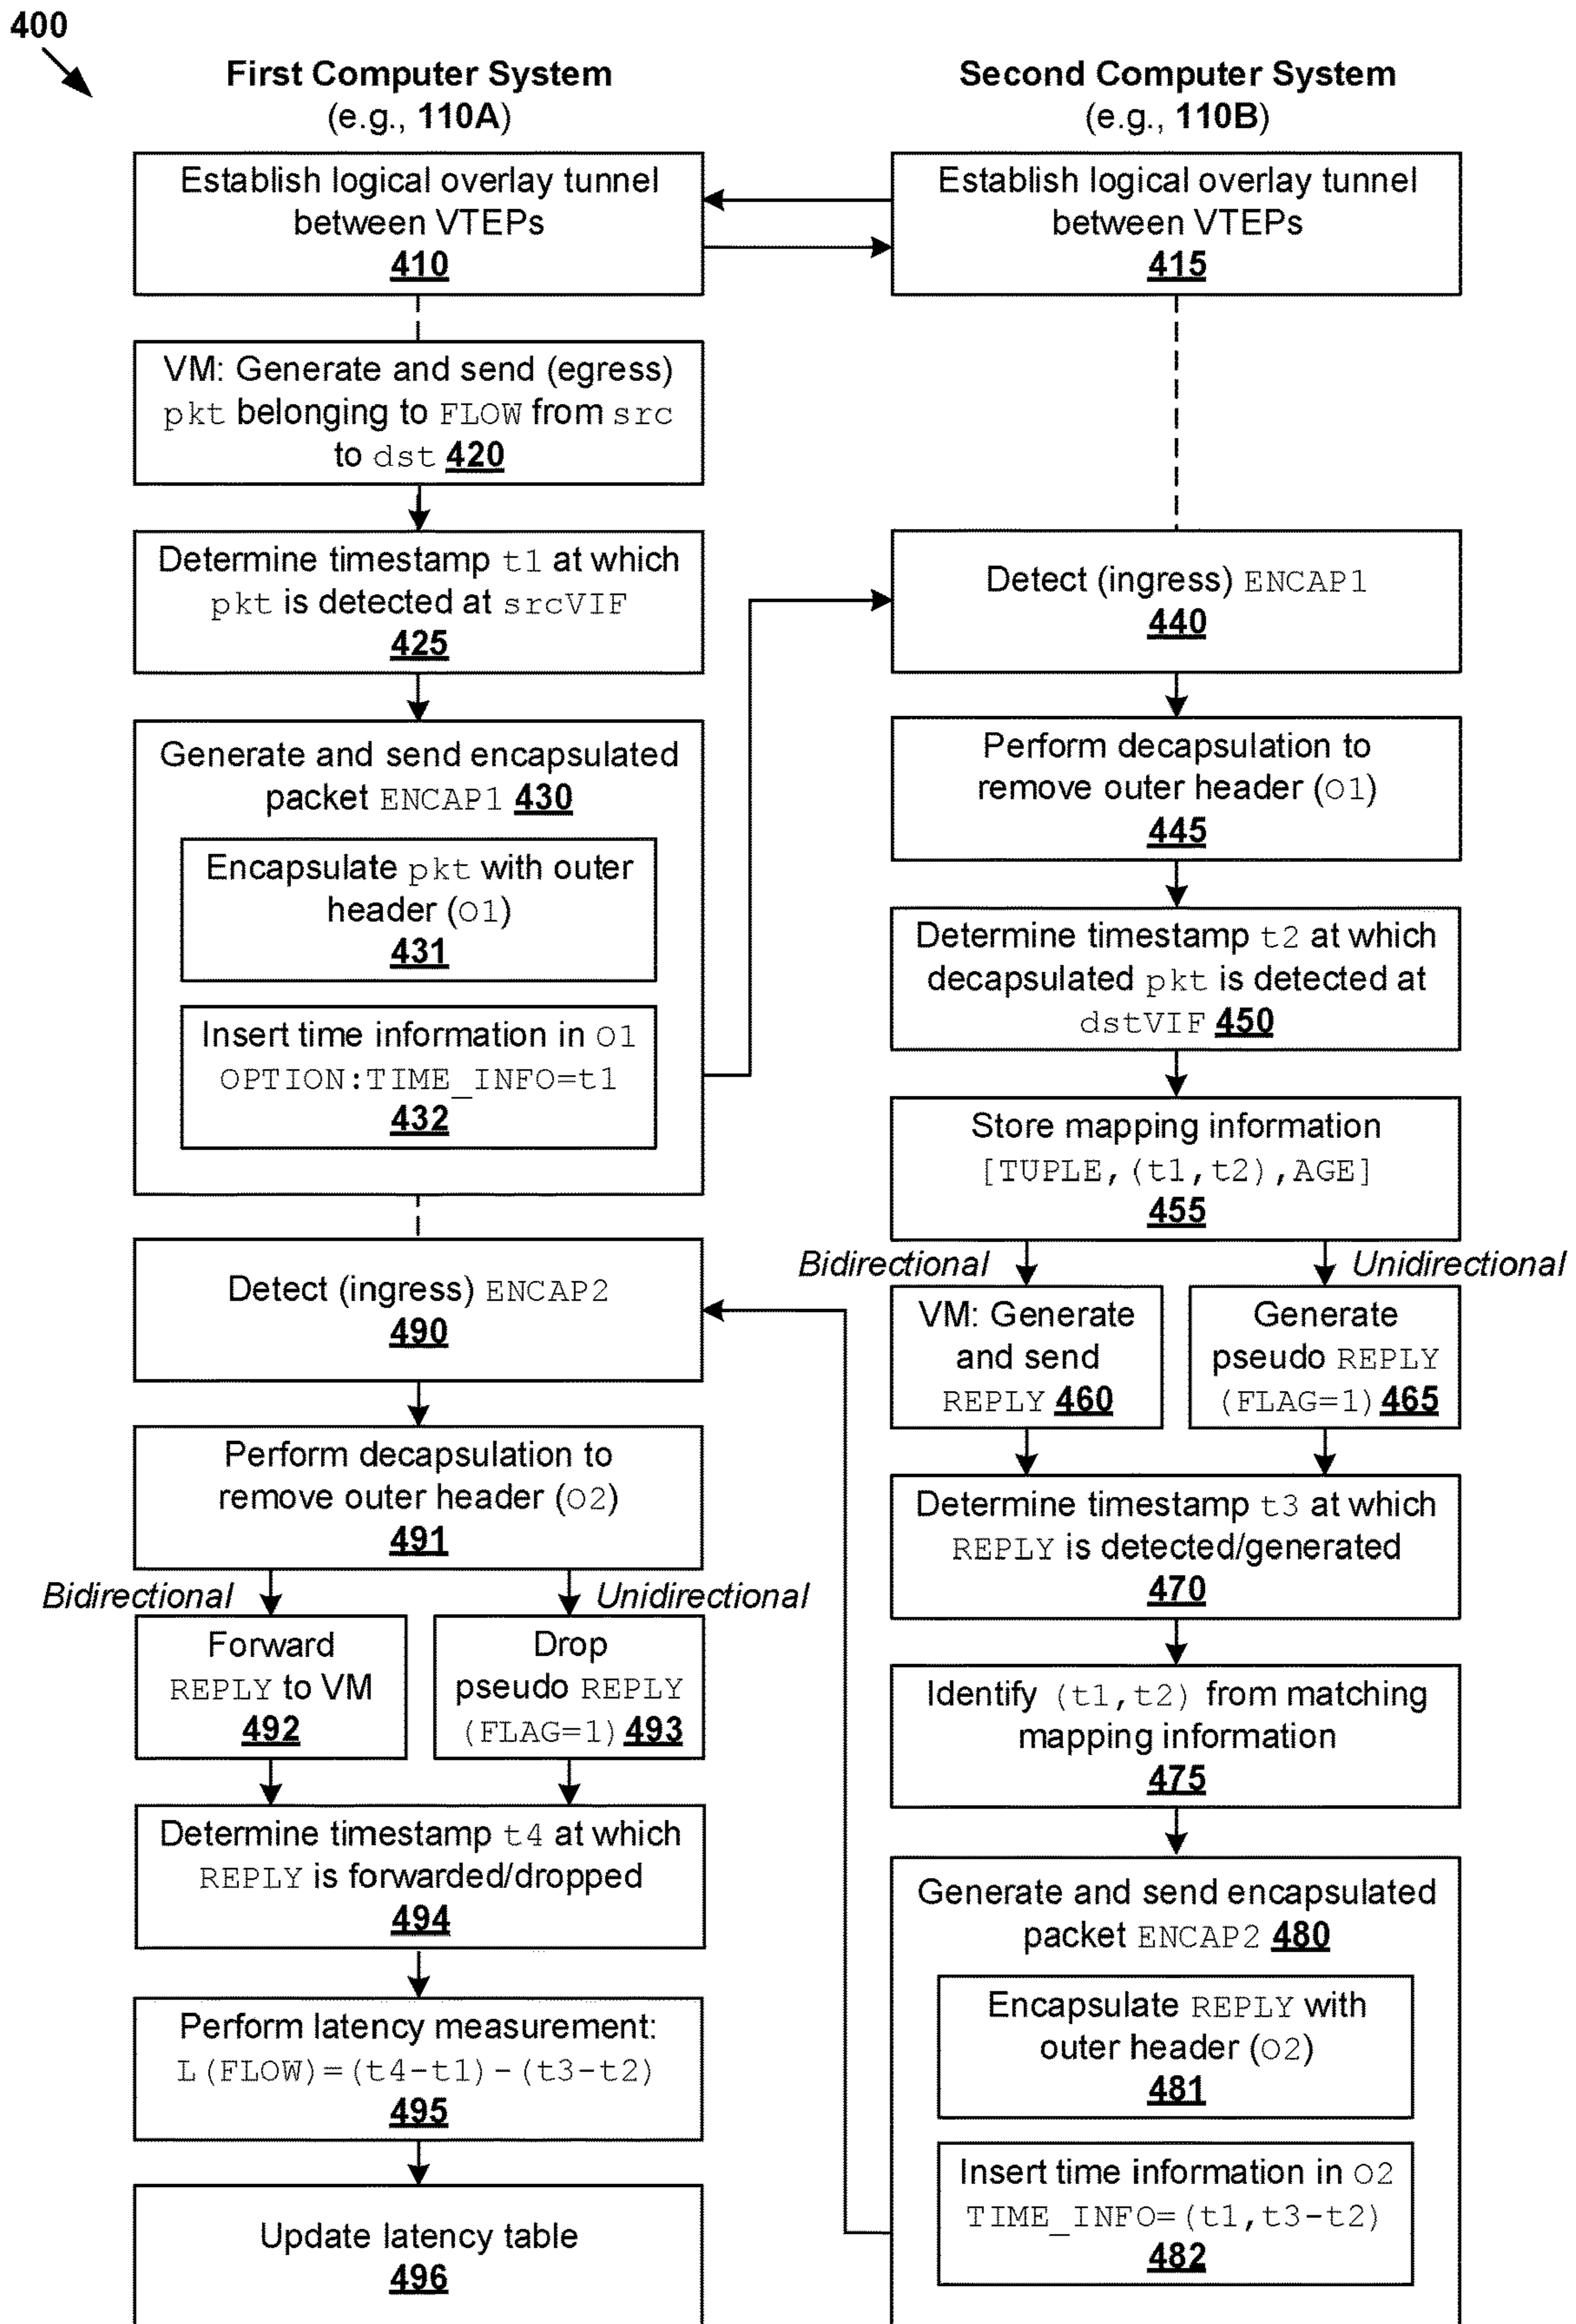 400
First Computer System
(e.g., 110A)
Second Computer System
(e.g., 110B)
Establish logical overlay tunnel
between VTEPs
410
Establish logical overlay tunnel
between VTEPs
415
VM: Generate and send (egress)
pkt belonging to FLOW from src
to dst 420
Determine timestamp t1 at which
pkt is detected at srcVIF
425
Generate and send encapsulated
packet ENCAP1 430
Encapsulate pkt with outer
header (O1)
431
Insert time information in O1
OPTION:TIME_INFO=t1
432
Detect (ingress) ENCAP1
440
Perform decapsulation to
remove outer header (O1)
445
Determine timestamp t2 at which
decapsulated pkt is detected at
dstVIF 450
Store mapping information
[TUPLE,(t1,t2),AGE]
455
Bidirectional
Unidirectional
VM: Generate
and send
REPLY 460
Generate
pseudo REPLY
(FLAG=1) 465
Determine timestamp t3 at which
REPLY is detected/generated
470
Identify (t1,t2) from matching
mapping information
475
Generate and send encapsulated
packet ENCAP2 480
Encapsulate REPLY with
outer header (O2)
481
Insert time information in O2
TIME_INFO=(t1,t3-t2)
482
Detect (ingress) ENCAP2
490
Perform decapsulation to
remove outer header (O2)
491
Bidirectional
Unidirectional
Forward
REPLY to VM
492
Drop
pseudo REPLY
(FLAG=1) 493
Determine timestamp t4 at which
REPLY is forwarded/dropped
494
Perform latency measurement:
L(FLOW)=(t4-t1)-(t3-t2)
495
Update latency table
496